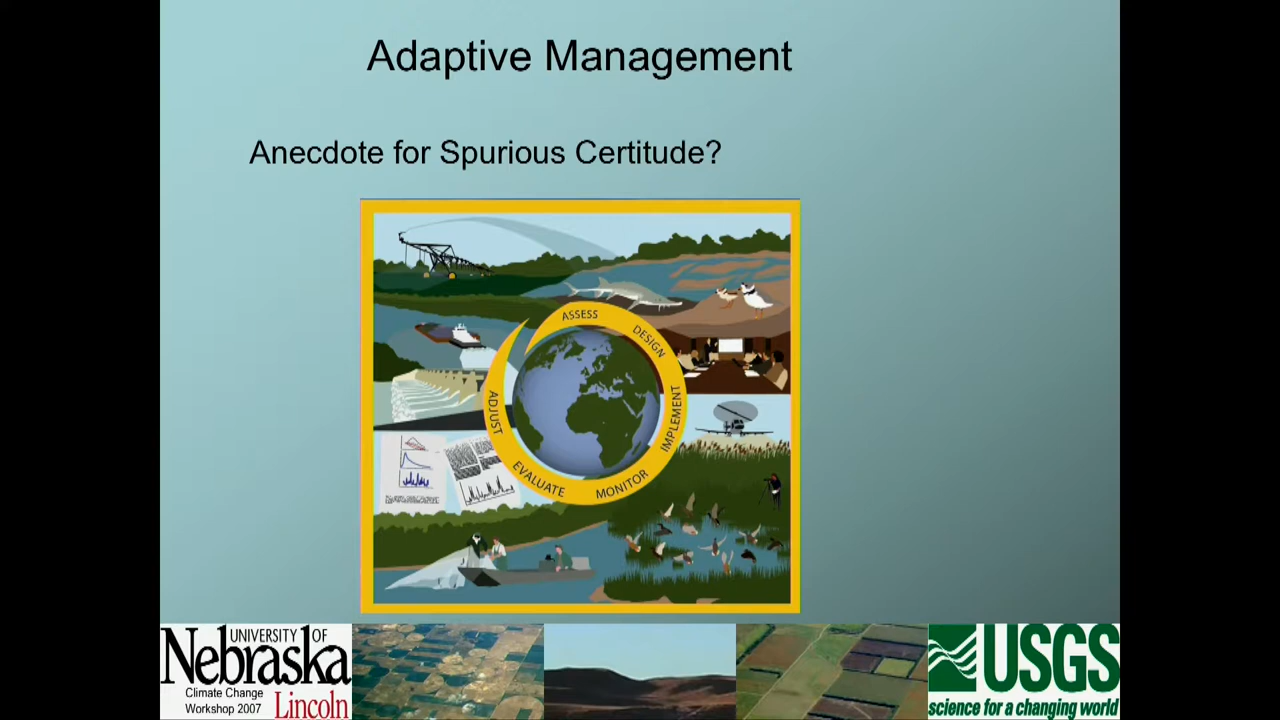 Adaptive Management
Anecdote for Spurious Certitude?
ASSESS
DESIGN
IMPLEMENT
MONITOR
EVALUATE
ADJUST
UNIVERSITY OF
Nebraska
Lincoln
Climate Change
Workshop 2007
USGS
science for a changing world